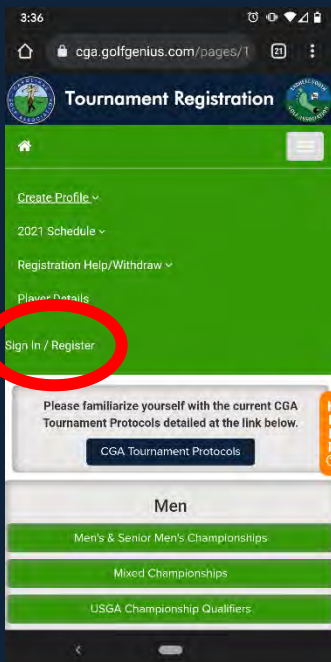 3:36
cga.golfgenius.com/pages/1
21
Tournament Registration
Create Profile
2021 Schedule
Registration Help/Withdraw
Player Details
Sign In / Register
Please familiarize yourself with the current CGA
Tournament Protocols detailed at the link below.
CGA Tournament Protocols
Men
Men's & Senior Men's Championships
Mixed Championships
USGA Championship Qualifiers